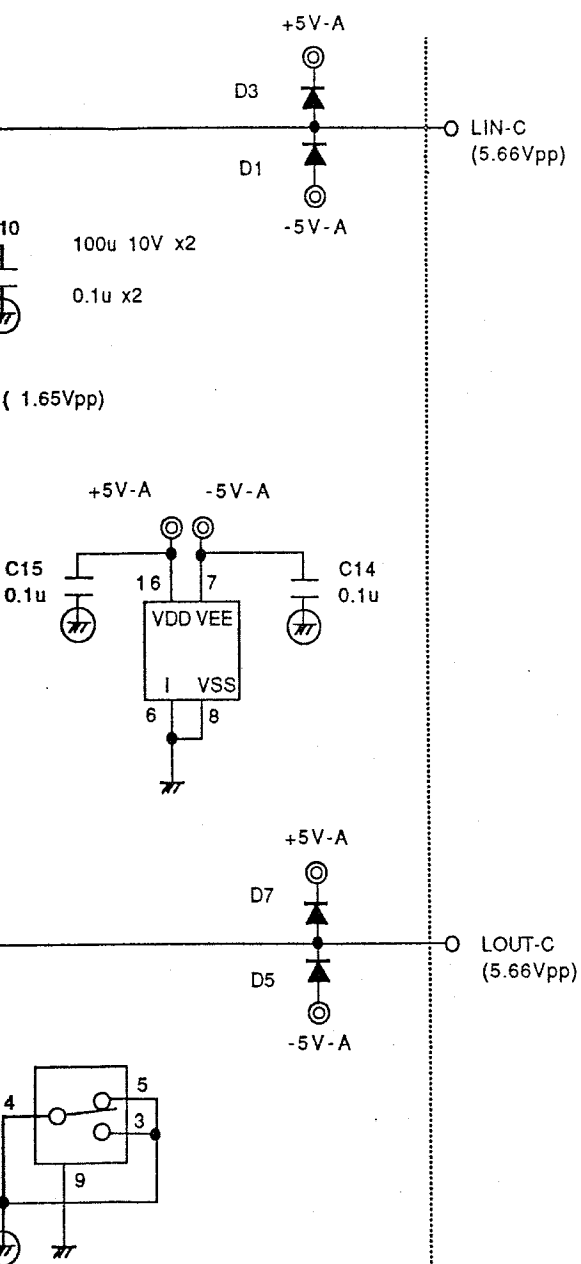 +5V-A
D3
LIN-C
(5.66Vpp)
D1
-5V-A
10
100u 10V x2
0.1u x2
( 1.65Vpp)
+5V-A -5V-A
C15
0.1u
16
7
C14
0.1u
VDD VEE
I VSS
6
8
+5V-A
D7
LOUT-C
(5.66Vpp)
D5
-5V-A
4
5
3
9